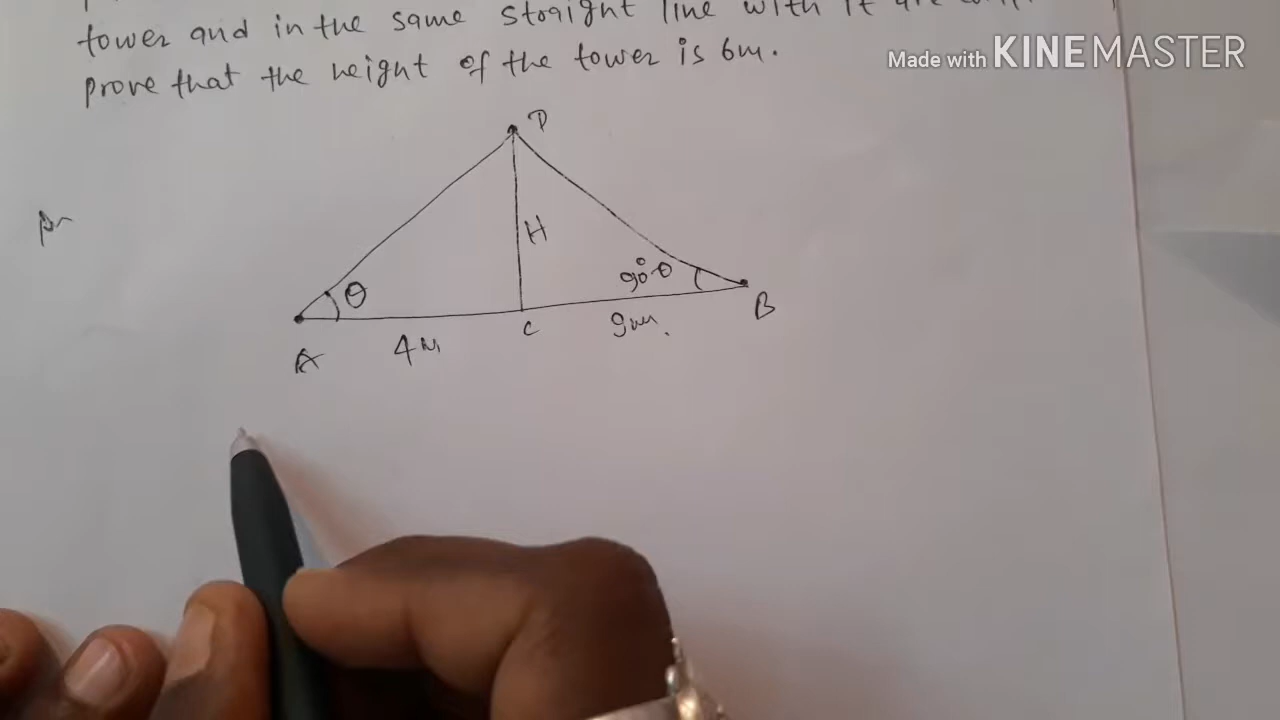 tower and in the same straight line with it are
prove that the height of the tower is 6m.
Made with KINEMASTER
D
H
θ
90°-θ
A
4m
C
9m.
B